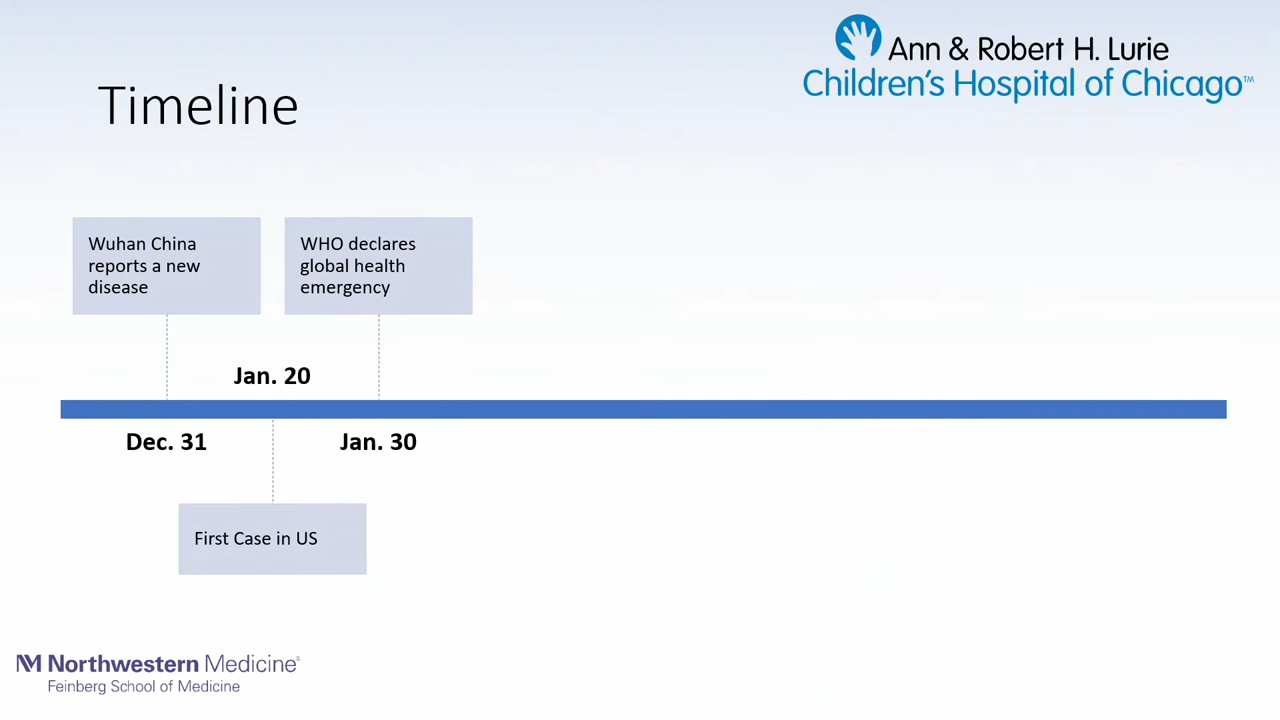 Ann & Robert H. Lurie
Children's Hospital of Chicago™
Timeline
Wuhan China
reports a new
disease
WHO declares
global health
emergency
Jan. 20
Dec. 31
Jan. 30
First Case in US
NM Northwestern Medicine®
Feinberg School of Medicine